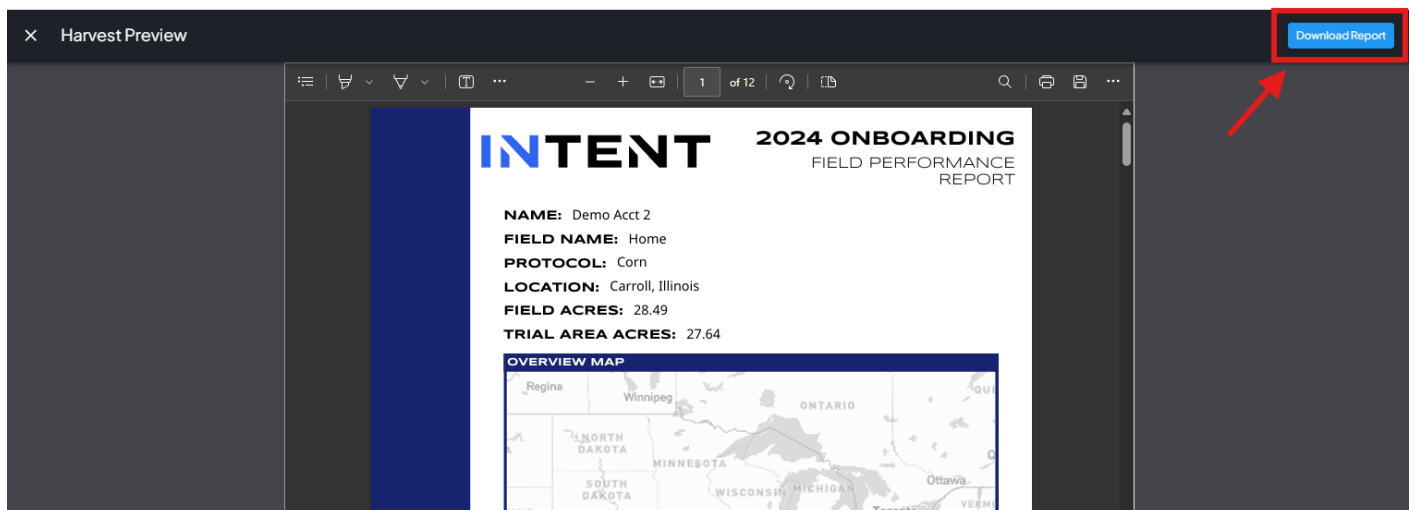 Harvest Preview
Download Report
1 of 12
INTENT
2024 ONBOARDING
FIELD PERFORMANCE
REPORT
NAME: Demo Acct 2
FIELD NAME: Home
PROTOCOL: Corn
LOCATION: Carroll, Illinois
FIELD ACRES: 28.49
TRIAL AREA ACRES: 27.64
OVERVIEW MAP
Regina
Winnipeg
ONTARIO
NORTH
DAKOTA
MINNESOTA
SOUTH
DAKOTA
WISCONSIN
MICHIGAN
Ottawa